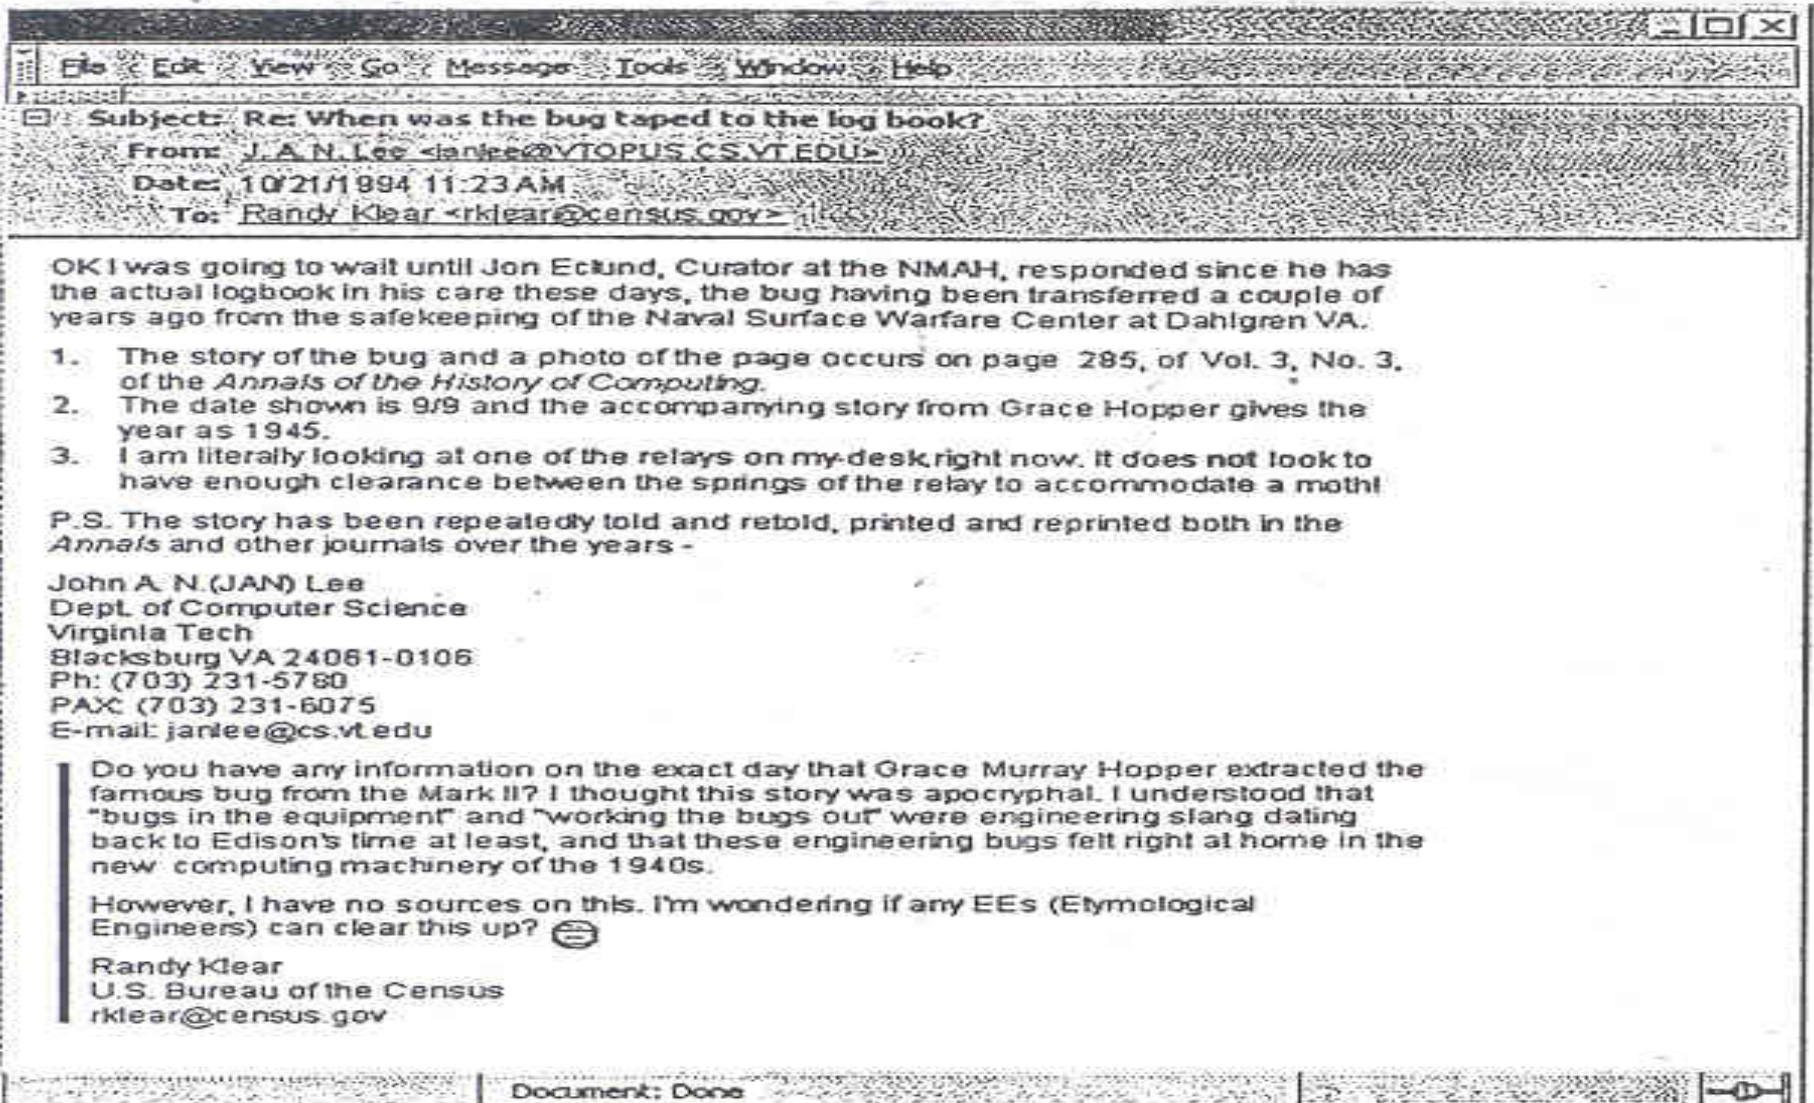 File Edit View Go Message Tools Window Help
Subject: Re: When was the bug taped to the log book?
From: J. A. N. Lee <janlee@VTOPUS.CS.VT.EDU>
Date: 10/21/1994 11:23 AM
To: Randy Klear <rklear@census.gov>
OK I was going to wait until Jon Eclund, Curator at the NMAH, responded since he has
the actual logbook in his care these days, the bug having been transferred a couple of
years ago from the safekeeping of the Naval Surface Warfare Center at Dahlgren VA.
1. The story of the bug and a photo of the page occurs on page 285, of Vol. 3, No. 3,
of the Annals of the History of Computing.
2. The date shown is 9/9 and the accompanying story from Grace Hopper gives the
year as 1945.
3. I am literally looking at one of the relays on my desk right now. It does not look to
have enough clearance between the springs of the relay to accommodate a moth!
P.S. The story has been repeatedly told and retold, printed and reprinted both in the
Annals and other journals over the years -
John A. N.(JAN) Lee
Dept. of Computer Science
Virginia Tech
Blacksburg VA 24061-0106
Ph: (703) 231-5780
PAX: (703) 231-6075
E-mail: janlee@cs.vt.edu
Do you have any information on the exact day that Grace Murray Hopper extracted the
famous bug from the Mark II? I thought this story was apocryphal. I understood that
"bugs in the equipment" and "working the bugs out" were engineering slang dating
back to Edison's time at least, and that these engineering bugs felt right at home in the
new computing machinery of the 1940s.
However, I have no sources on this. I'm wondering if any EEs (Etymological
Engineers) can clear this up?
Randy Klear
U.S. Bureau of the Census
rklear@census.gov
Document: Done